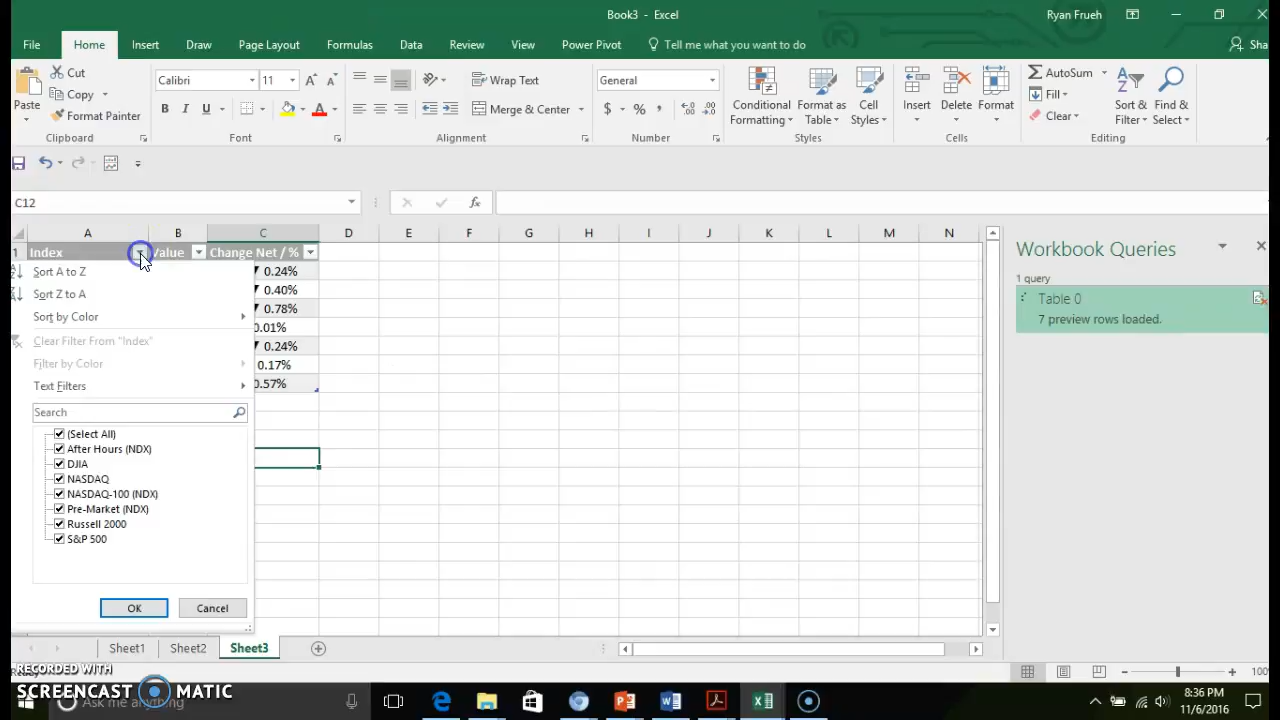 Book3 - Excel
Ryan Frueh
File Home Insert Draw Page Layout Formulas Data Review View Power Pivot Tell me what you want to do Sha
Paste
Cut
Copy
Format Painter
Clipboard
Calibri 11
B I U
Font
Wrap Text
Merge & Center
Alignment
General
$ %
Number
Conditional Formatting
Format as Table
Cell Styles
Styles
Insert Delete Format
Cells
AutoSum
Fill
Clear
Sort & Filter
Find & Select
Editing
C12
fx
A B C D E F G H I J K L M N
1 Index Value Change Net / %
▼ 0.24%
▼ 0.40%
▼ 0.78%
0.01%
▼ 0.24%
0.17%
0.57%
Sort A to Z
Sort Z to A
Sort by Color
Clear Filter From "Index"
Filter by Color
Text Filters
Search
(Select All)
After Hours (NDX)
DJIA
NASDAQ
NASDAQ-100 (NDX)
Pre-Market (NDX)
Russell 2000
S&P 500
OK Cancel
Workbook Queries
1 query
Table 0
7 preview rows loaded.
Sheet1 Sheet2 Sheet3
100%
RECORDED WITH
SCREENCAST MATIC
Ask me anything
8:36 PM
11/6/2016